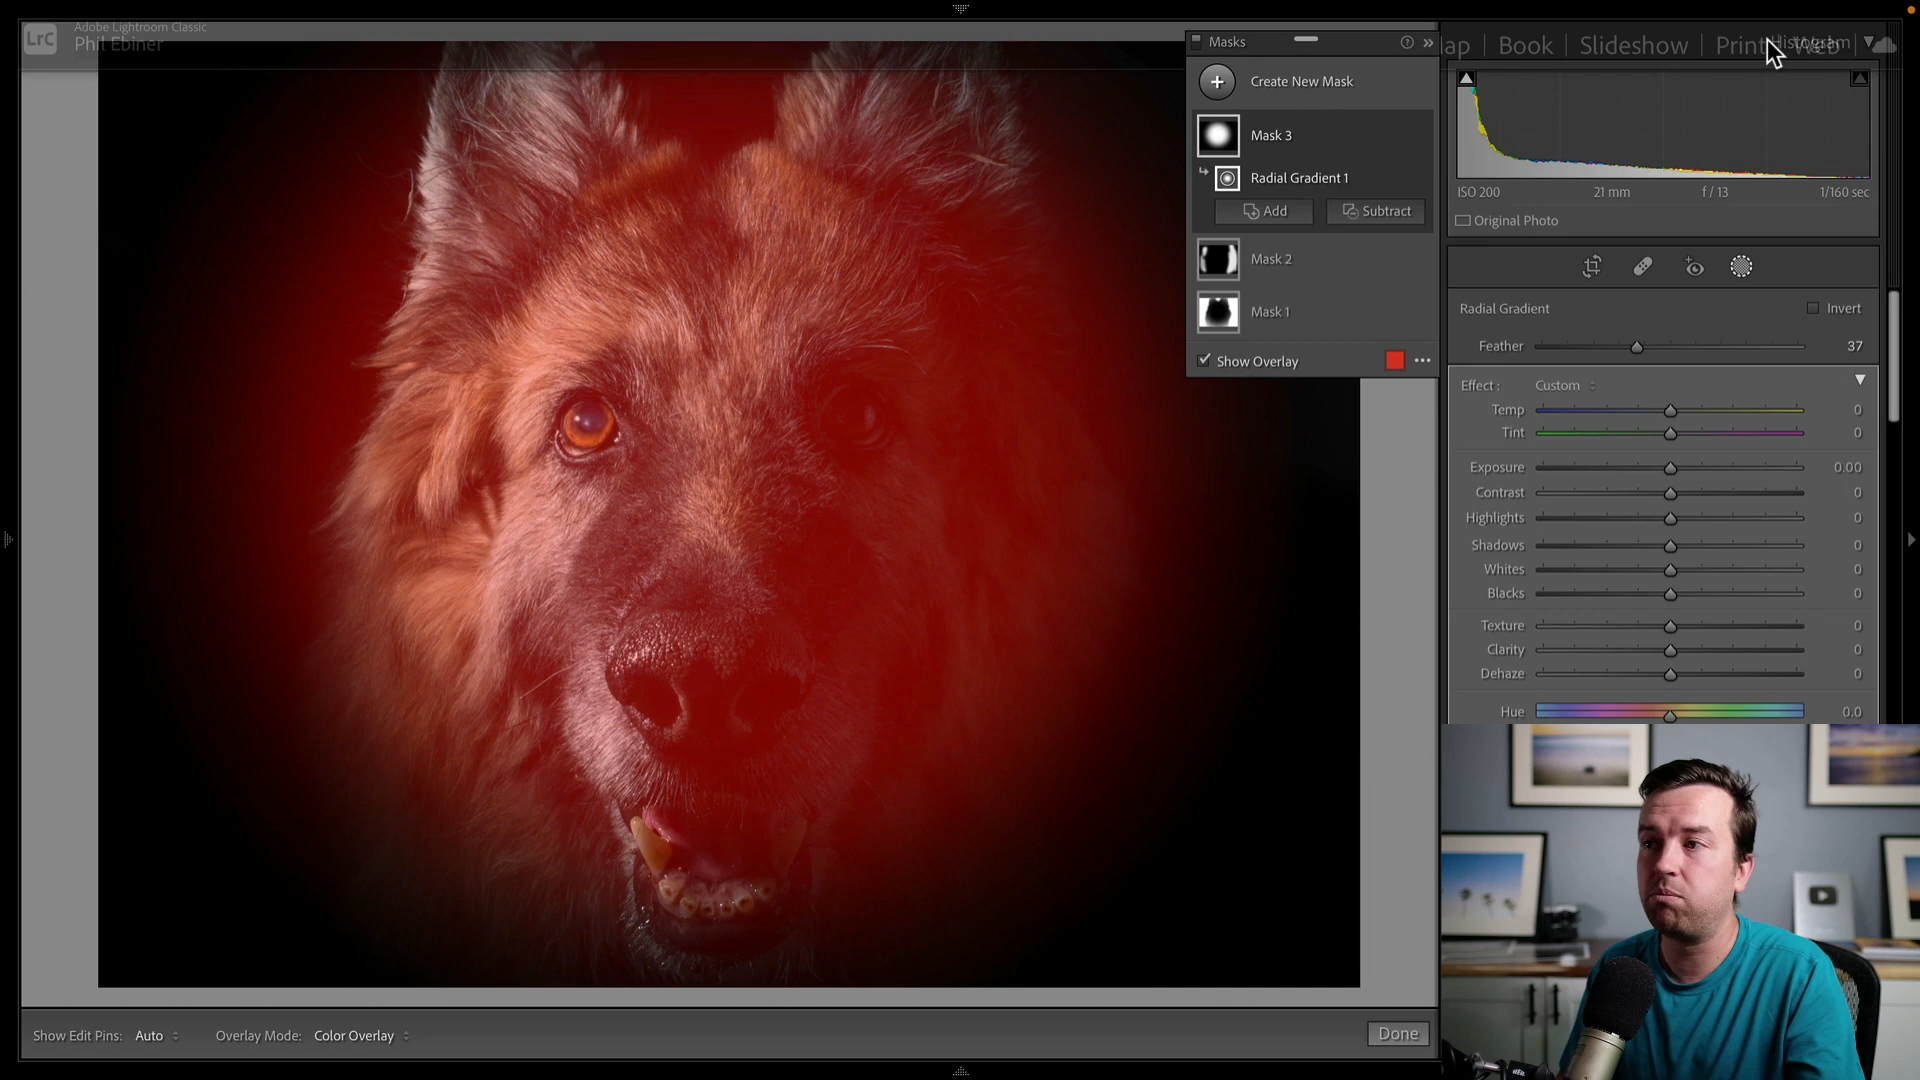 LrC
Adobe Lightroom Classic
Phil Ebiner
Masks
Create New Mask
Mask 3
Radial Gradient 1
Add
Subtract
Mask 2
Mask 1
Show Overlay
Book
Slideshow
Print
Histogram
ISO 200
21 mm
f / 13
1/160 sec
Original Photo
Radial Gradient
Invert
Feather
37
Effect :
Custom
Temp
0
Tint
0
Exposure
0.00
Contrast
0
Highlights
0
Shadows
0
Whites
0
Blacks
0
Texture
0
Clarity
0
Dehaze
0
Hue
0.0
Show Edit Pins:
Auto
Overlay Mode:
Color Overlay
Done